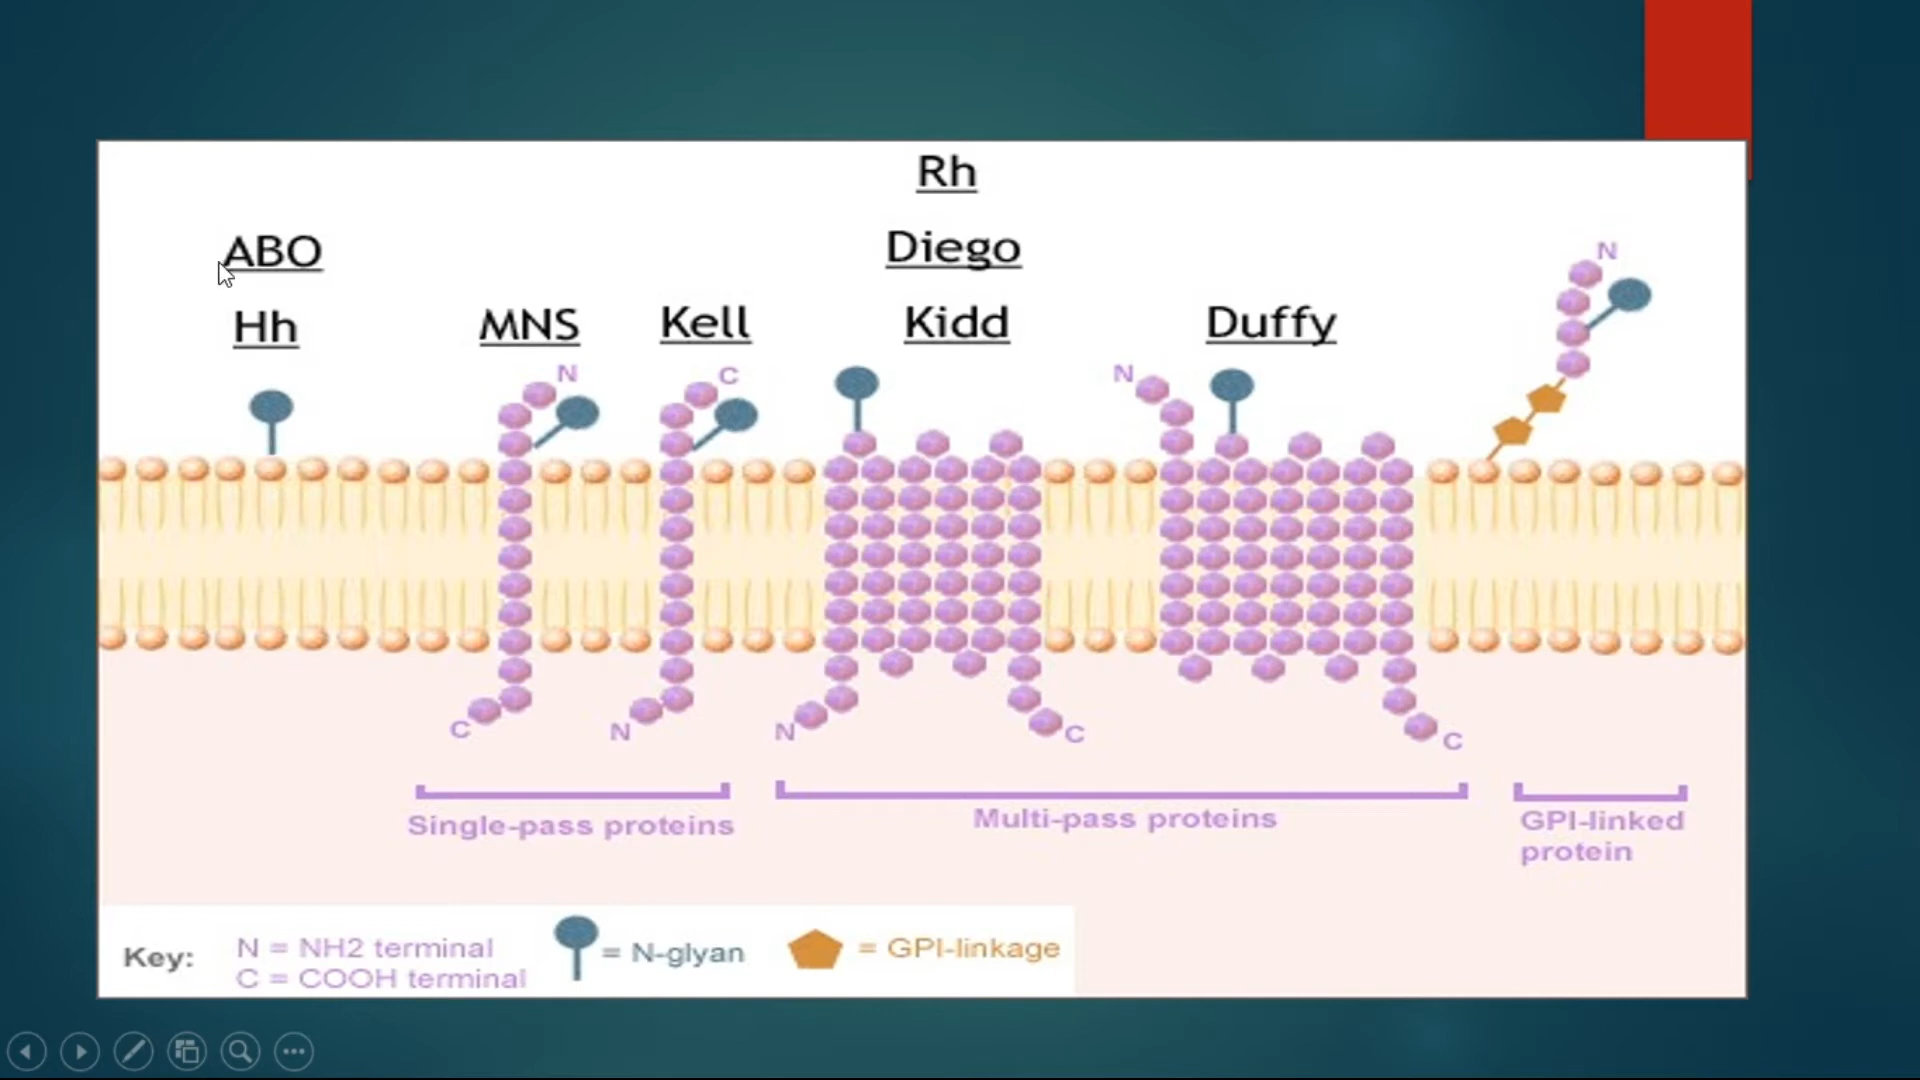 Rh
ABO
Diego
Hh
MNS
Kell
Kidd
Duffy
N
N
C
N
C
N
N
C
C
Single-pass proteins
Multi-pass proteins
GPI-linked
protein
Key:
N = NH2 terminal
C = COOH terminal
= N-glyan
= GPI-linkage